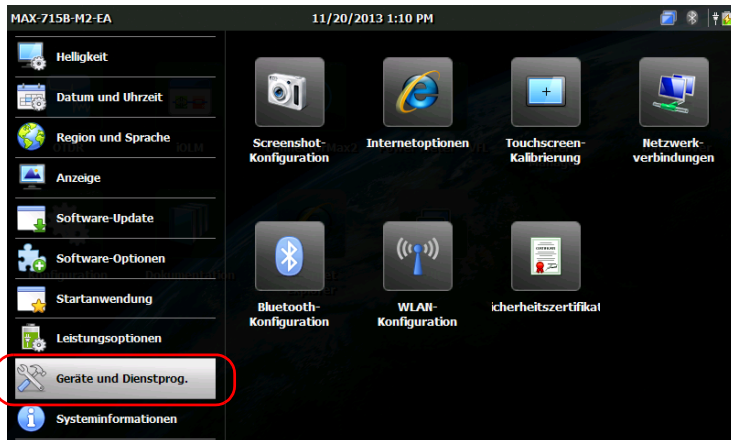 MAX-715B-M2-EA
11/20/2013 1:10 PM
Helligkeit
Datum und Uhrzeit
Region und Sprache
Anzeige
Software-Update
Software-Optionen
Startanwendung
Leistungsoptionen
Geräte und Dienstprog.
Systeminformationen
Screenshot-
Konfiguration
Internetoptionen
Touchscreen-
Kalibrierung
Netzwerk-
verbindungen
Bluetooth-
Konfiguration
WLAN-
Konfiguration
icherheitszertifikat